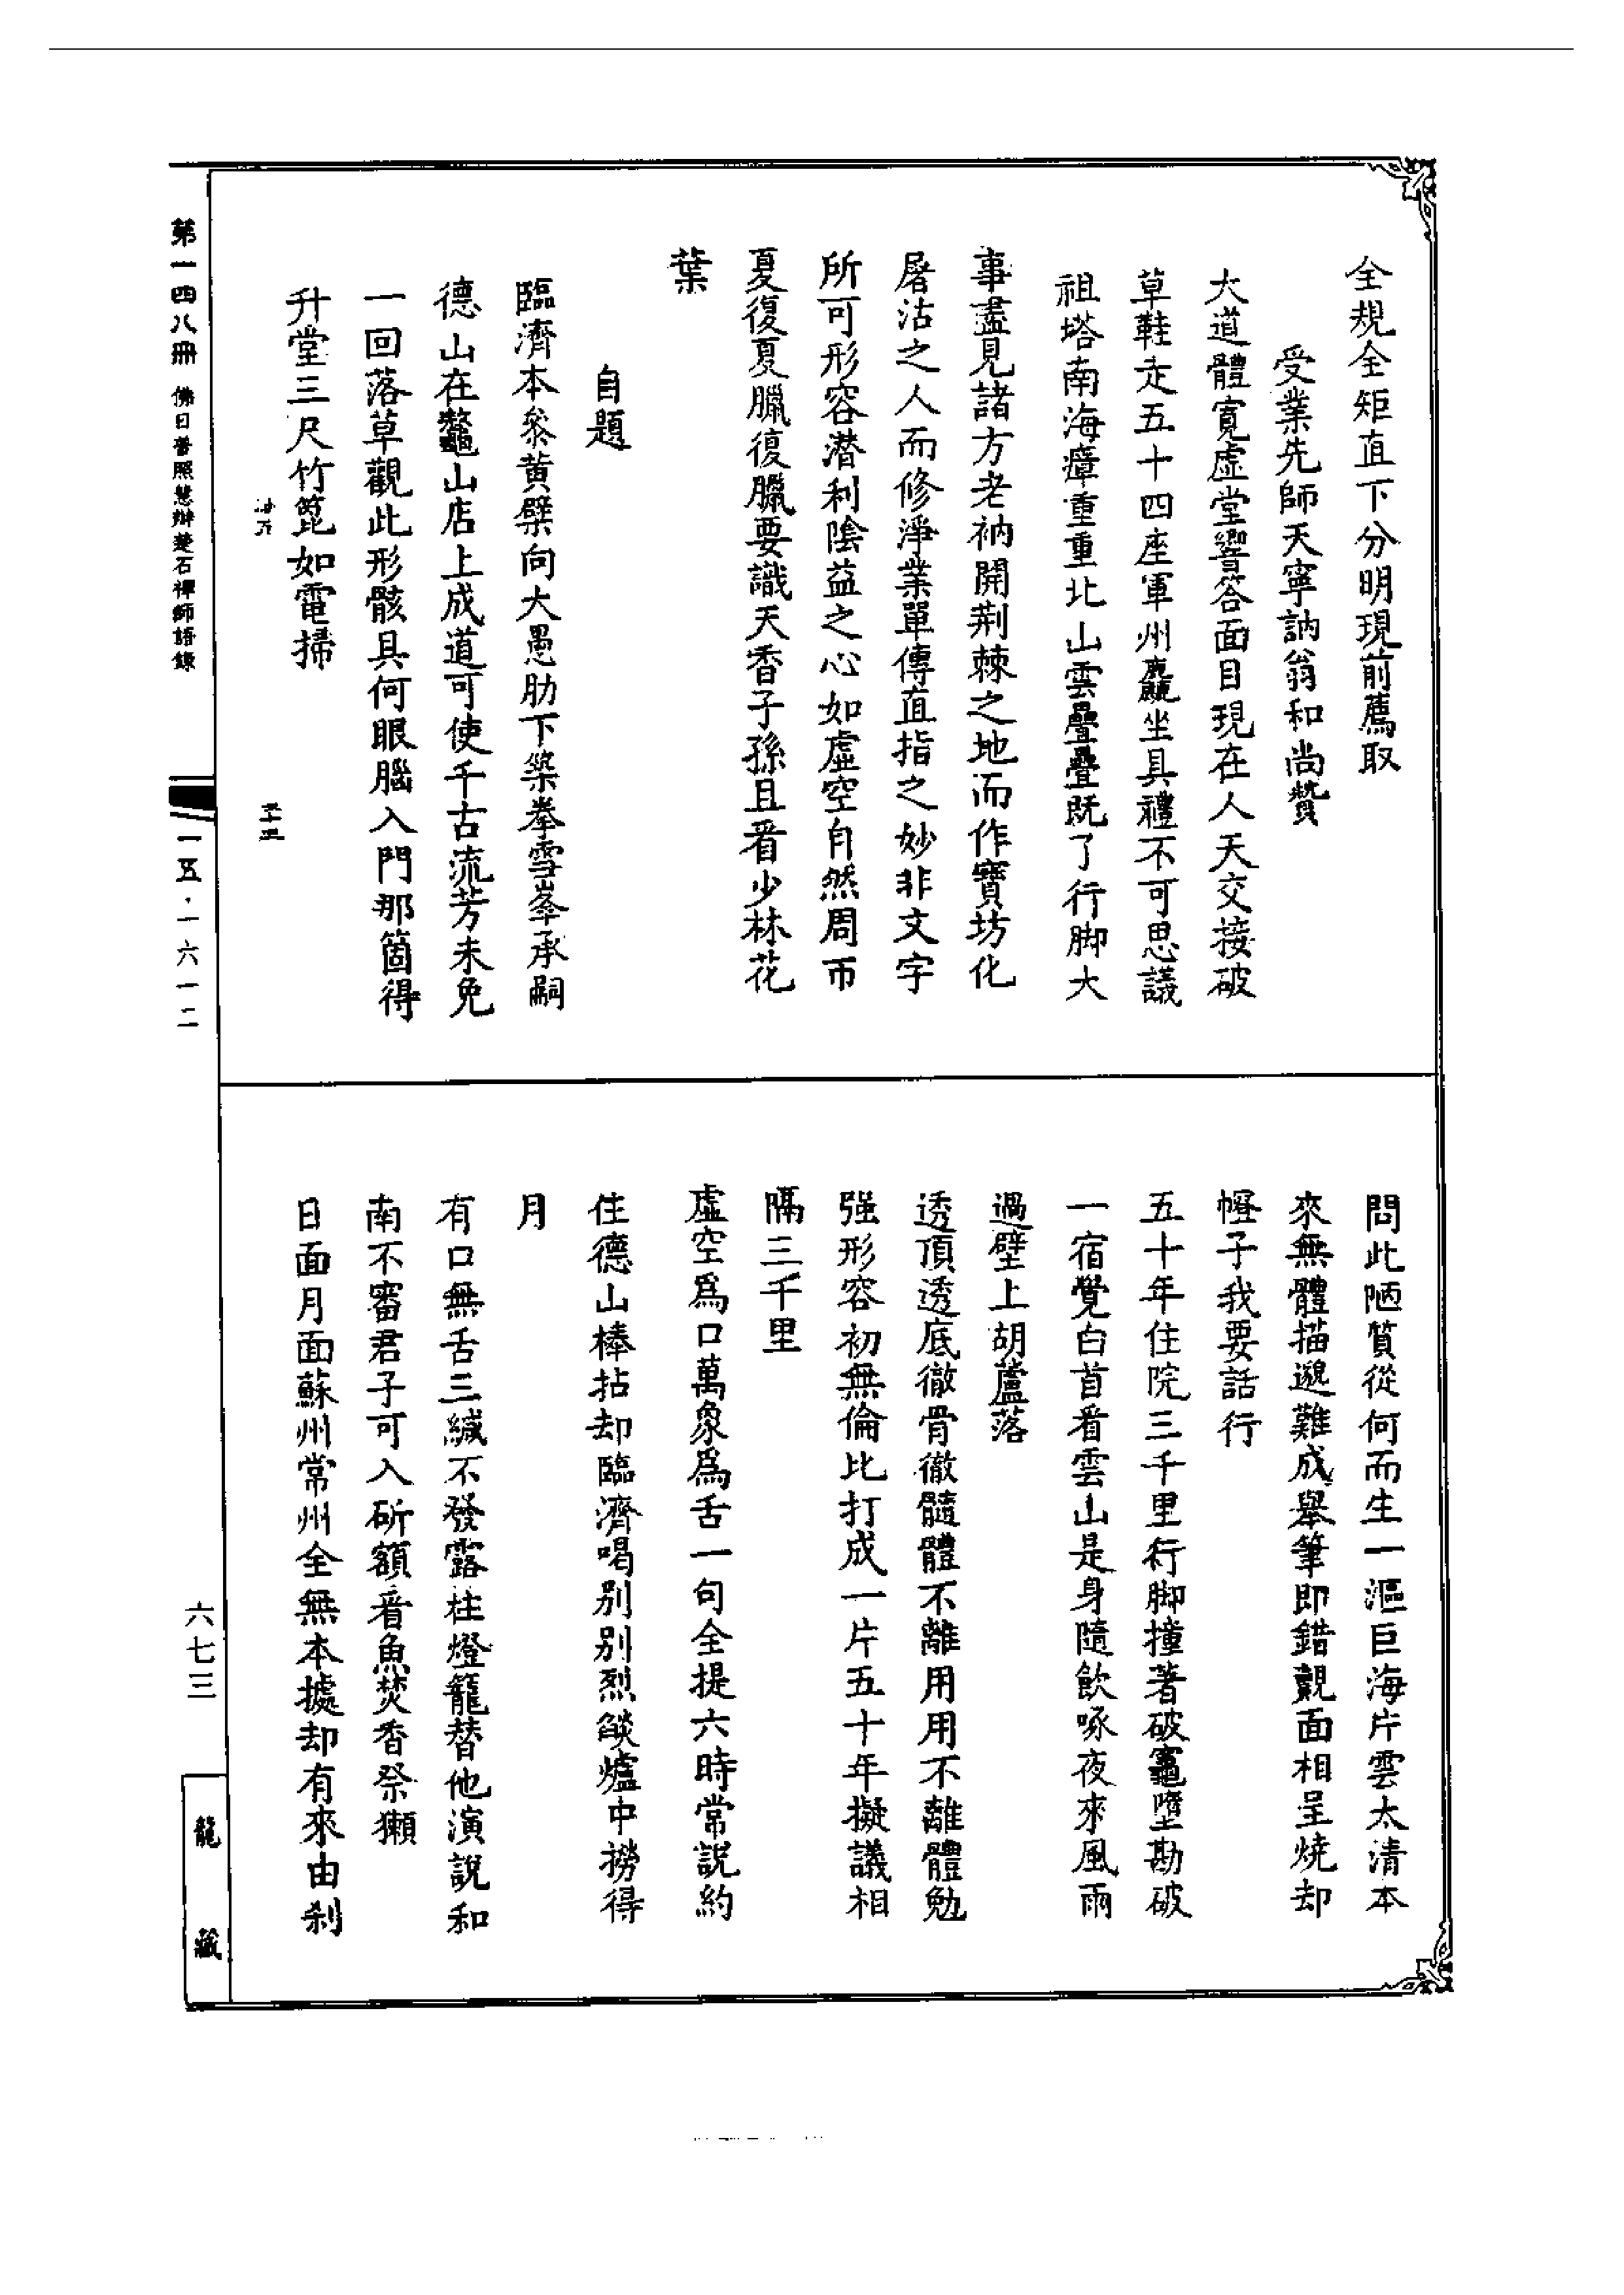 全規全矩直下分明現前薦取
受業先師天寧訥翁和尚贊
大道體寬虛堂響答面目現在人天交接破
草鞋走五十四座軍州麤坐具禮不可思議
祖塔南海瘴重重北山雲疊疊既了行脚大
事盡見諸方老衲開荆棘之地而作寶坊化
屠沽之人而修淨業單傳直指之妙非文字
所可形容潜利陰益之心如虛空自然周帀
夏復夏臘復臘要識天香子孫且看少林花
葉
自題
臨濟本叅黄檗向大愚肋下築拳雪峯承嗣
德山在鼇山店上成道可使千古流芳未免
一回落草觀此形骸具何眼腦入門那箇得
升堂三尺竹篦如電掃
問此陋質從何而生一漚巨海片雲太清本
來無體描邈難成舉筆即錯覿面相呈燒却
㡧子我要話行
五十年住院三千里行脚撞著破竈墮勘破
一宿覺白首看雲山是身隨飲啄夜來風雨
過壁上胡蘆落
透頂透底徹骨徹髓體不離用用不離體勉
强形容初無倫比打成一片五十年擬議相
隔三千里
虛空爲口萬象爲舌一句全提六時常説約
住德山棒拈却臨濟喝别别烈燄爐中撈得
月
有口無舌三緘不發露柱燈籠替他演説和
南不審君子可入斫額看魚焚香祭獺
日面月面蘇州常州全無本據却有來由刹
第一四八冊 佛日普照慧辯楚石禪師語錄
一五·一六一二
六七三
龍藏